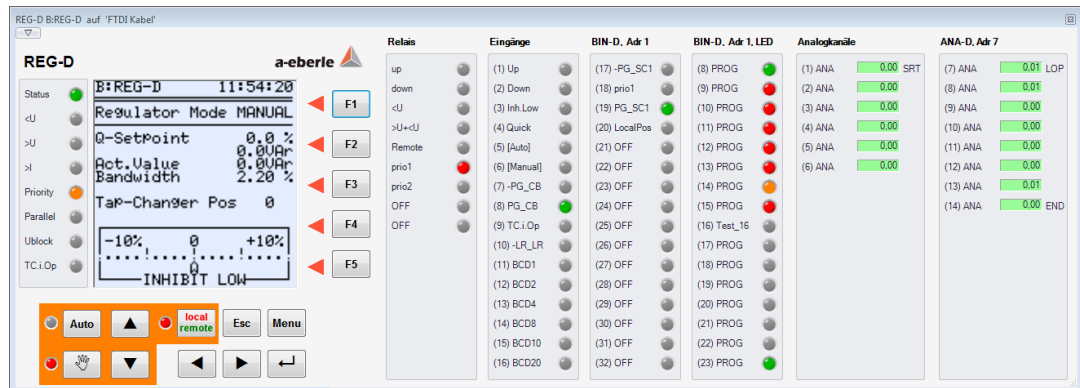 REG-D B:REG-D auf 'FTDI Kabel'
REG-D
a-eberle
Status
<U
>U
>I
Priority
Parallel
Ublock
TC.i.Op
B:REG-D 11:54:20
Regulator Mode MANUAL
Q-SetPoint 0.0 %
0.0VAr
Act.Value 0.0VAr
Bandwidth 2.20 %
Tap-Changer Pos 0
-10% 0 +10%
INHIBIT LOW
F1
F2
F3
F4
F5
Auto
local
remote
Esc
Menu
Relais
up
down
<U
>U+<U
Remote
prio1
prio2
OFF
OFF
Eingänge
(1) Up
(2) Down
(3) Inh.Low
(4) Quick
(5) [Auto]
(6) [Manual]
(7) -PG_CB
(8) PG_CB
(9) TC.i.Op
(10) -LR_LR
(11) BCD1
(12) BCD2
(13) BCD4
(14) BCD8
(15) BCD10
(16) BCD20
BIN-D, Adr 1
(17) -PG_SC1
(18) prio1
(19) PG_SC1
(20) LocalPos
(21) OFF
(22) OFF
(23) OFF
(24) OFF
(25) OFF
(26) OFF
(27) OFF
(28) OFF
(29) OFF
(30) OFF
(31) OFF
(32) OFF
BIN-D, Adr 1, LED
(8) PROG
(9) PROG
(10) PROG
(11) PROG
(12) PROG
(13) PROG
(14) PROG
(15) PROG
(16) Test_16
(17) PROG
(18) PROG
(19) PROG
(20) PROG
(21) PROG
(22) PROG
(23) PROG
Analogkanäle
(1) ANA 0,00 SRT
(2) ANA 0,00
(3) ANA 0,00
(4) ANA 0,00
(5) ANA 0,00
(6) ANA 0,00
ANA-D, Adr 7
(7) ANA 0,01 LOP
(8) ANA 0,01
(9) ANA 0,00
(10) ANA 0,00
(11) ANA 0,00
(12) ANA 0,00
(13) ANA 0,01
(14) ANA 0,00 END